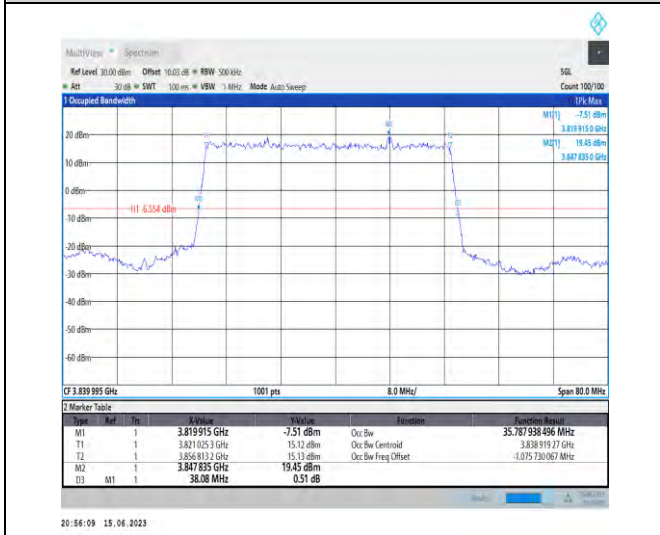 MultiView Spectrum
Ref Level 30.00 dBm Offset 10.03 dB RBW 500 kHz SGL
Att 30 dB SWT 100 ms VBW 1 MHz Mode Auto Sweep Count 100/100
1 Occupied Bandwidth 1Pk Max
M1[1] -7.51 dBm
3.819915 0 GHz
M2[1] 19.45 dBm
3.847 835 0 GHz
M2
T1 T2
20 dBm
10 dBm
0 dBm
M1 D3
H1 -6.554 dBm
-10 dBm
-20 dBm
-30 dBm
-40 dBm
-50 dBm
-60 dBm
CF 3.839 995 GHz 1001 pts 8.0 MHz/ Span 80.0 MHz
2 Marker Table
Type Ref Trc X-Value Y-Value Function Function Result
M1 1 3.819915 GHz -7.51 dBm Occ Bw 35.787 938 496 MHz
T1 1 3.821 025 3 GHz 15.12 dBm Occ Bw Centroid 3.838 919 27 GHz
T2 1 3.856 813 2 GHz 15.13 dBm Occ Bw Freq Offset -1.075 730 067 MHz
M2 1 3.847 835 GHz 19.45 dBm
D3 M1 1 38.08 MHz 0.51 dB
20:56:09 15.06.2023